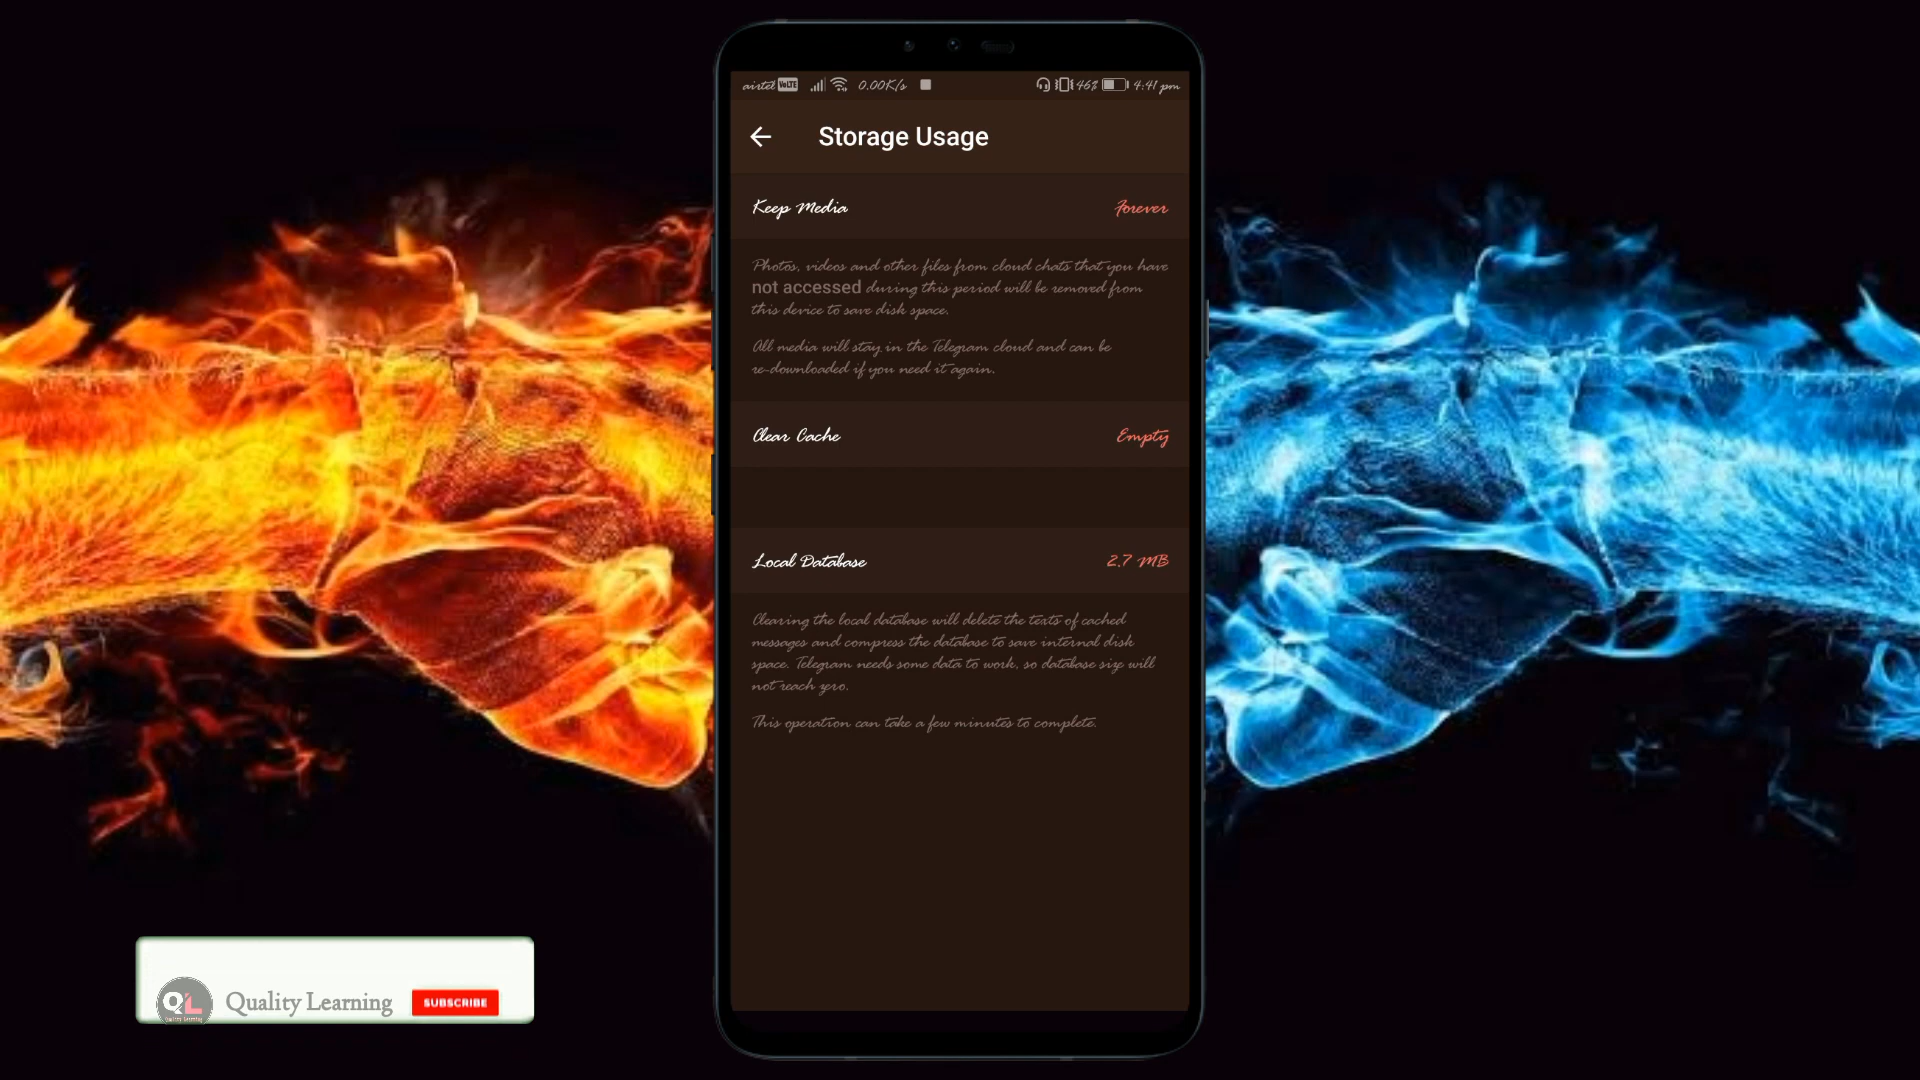 airtel VoLTE 0.00K/s 46% 4:41 pm
Storage Usage
Keep Media Forever
Photos, videos and other files from cloud chats that you have
not accessed during this period will be removed from
this device to save disk space.
All media will stay in the Telegram cloud and can be
re-downloaded if you need it again.
Clear Cache Empty
Local Database 2.7 MB
Clearing the local database will delete the texts of cached
messages and compress the database to save internal disk
space. Telegram needs some data to work, so database size will
not reach zero.
This operation can take a few minutes to complete.
QL Quality Learning SUBSCRIBE
Quality Learning